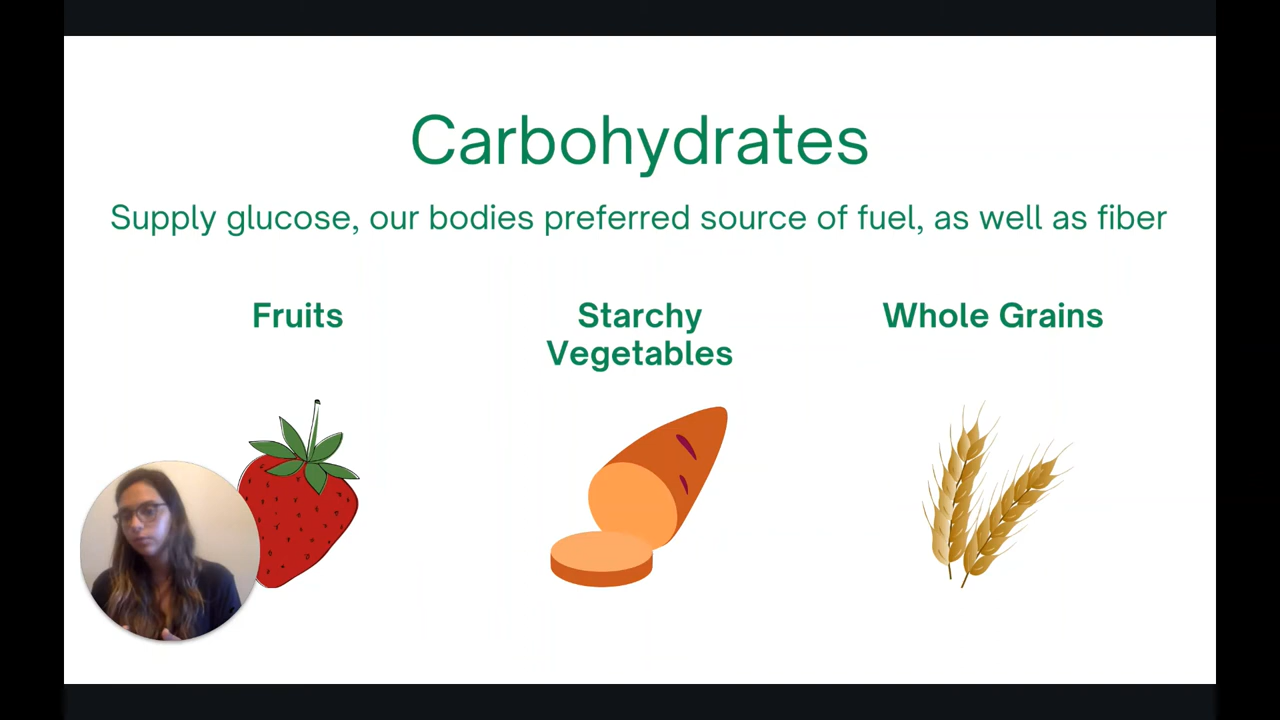 Carbohydrates
Supply glucose, our bodies preferred source of fuel, as well as fiber
Fruits
Starchy
Vegetables
Whole Grains